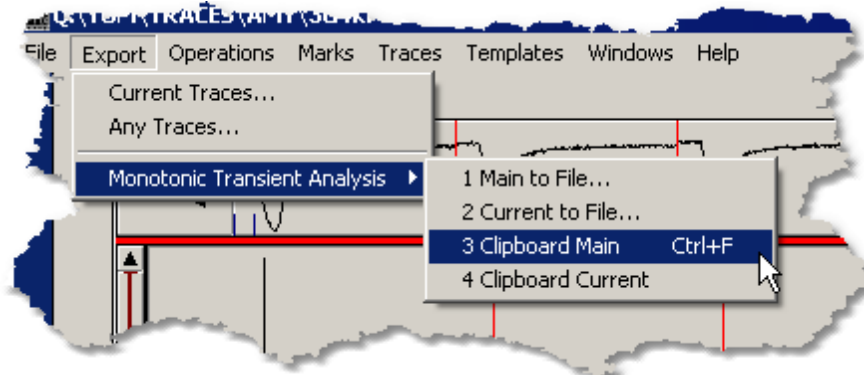 File Export Operations Marks Traces Templates Windows Help
Current Traces...
Any Traces...
Monotonic Transient Analysis
1 Main to File...
2 Current to File...
3 Clipboard Main Ctrl+F
4 Clipboard Current